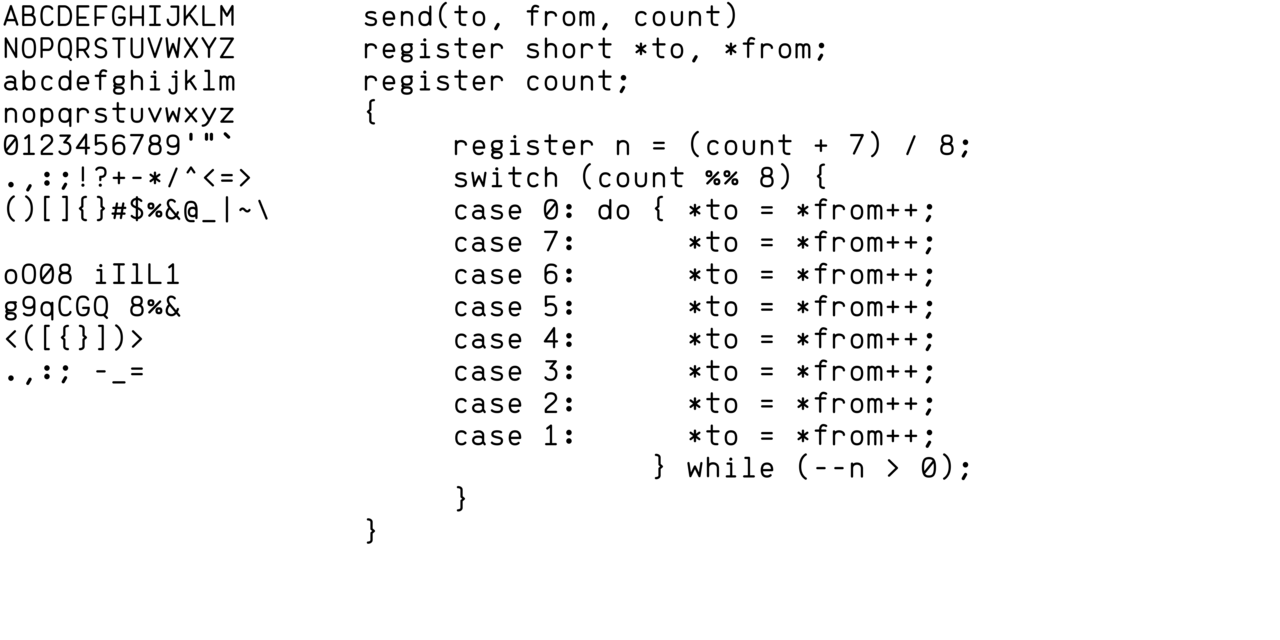 ABCDEFGHIJKLM
NOPQRSTUVWXYZ
abcdefghijklm
nopqrstuvwxyz
0123456789'"`
.,:;!?+-*/^<=>
()[]{}#$%&@_|~\

oO08 iIlL1
g9qCGQ 8%&
<([{}])>
.,:; -_=

send(to, from, count)
register short *to, *from;
register count;
{
     register n = (count + 7) / 8;
     switch (count %% 8) {
     case 0: do { *to = *from++;
     case 7:      *to = *from++;
     case 6:      *to = *from++;
     case 5:      *to = *from++;
     case 4:      *to = *from++;
     case 3:      *to = *from++;
     case 2:      *to = *from++;
     case 1:      *to = *from++;
                } while (--n > 0);
     }
}